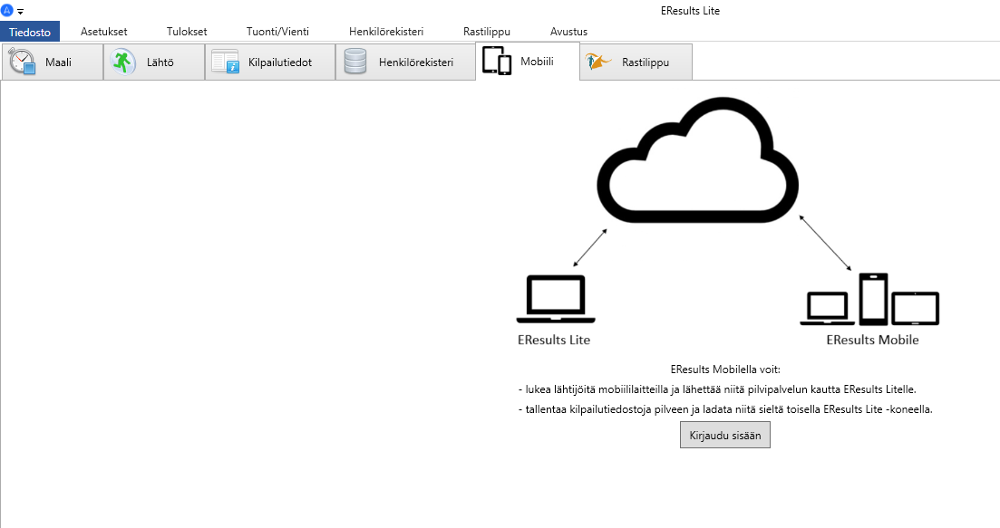 EResults Lite
Tiedosto Asetukset Tulokset Tuonti/Vienti Henkilörekisteri Rastilippu Avustus
Maali Lähtö Kilpailutiedot Henkilörekisteri Mobiili Rastilippu
EResults Lite EResults Mobile
EResults Mobilella voit:
- lukea lähtijöitä mobiililaitteilla ja lähettää niitä pilvipalvelun kautta EResults Litelle.
- tallentaa kilpailutiedostoja pilveen ja ladata niitä sieltä toisella EResults Lite -koneella.
Kirjaudu sisään